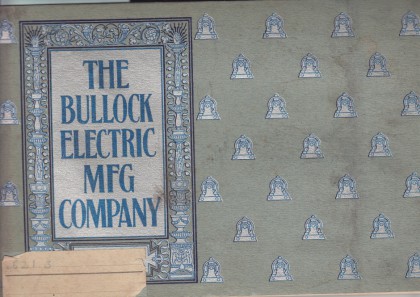 THE
BULLOCK
ELECTRIC
MFG
COMPANY